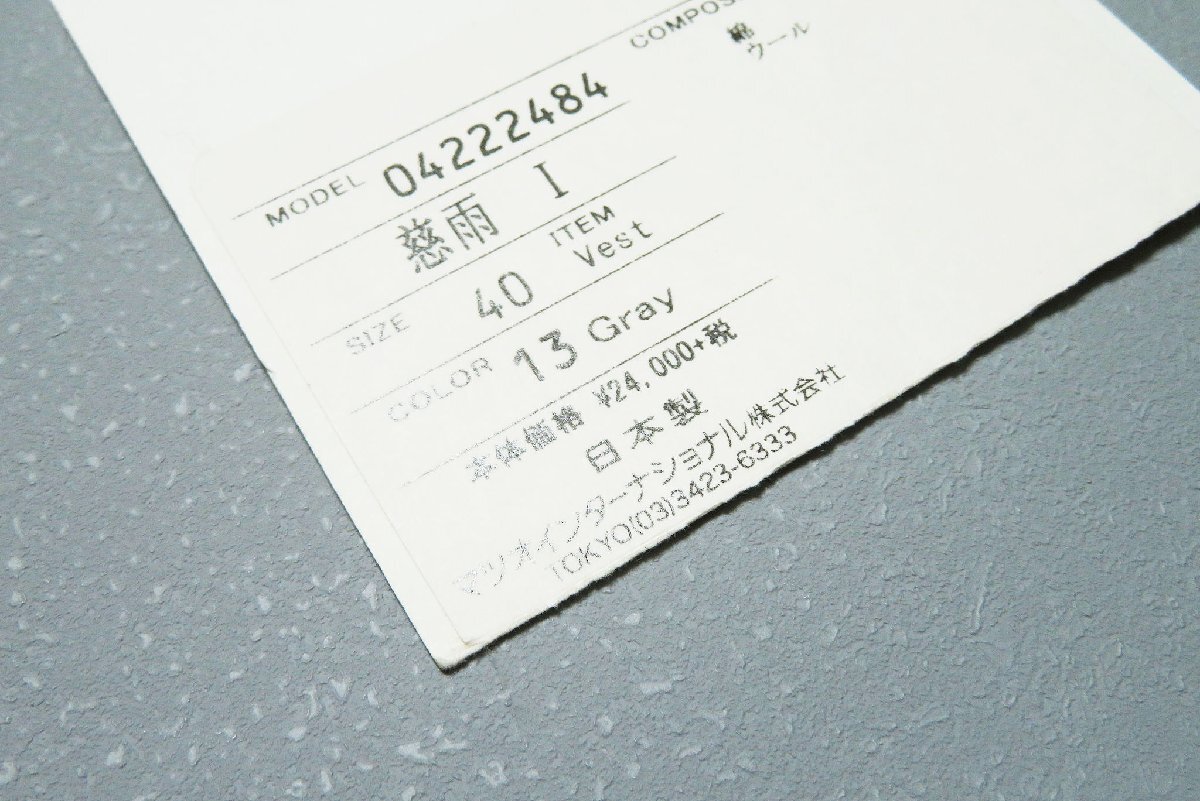 MODEL 04222484
慈雨 I
SIZE 40 ITEM Vest
COLOR 13 Gray
本体価格 ¥24,000+税
日本製
マリオインターナショナル株式会社
TOKYO(03)3423-6333
COMPOS
綿
ウール